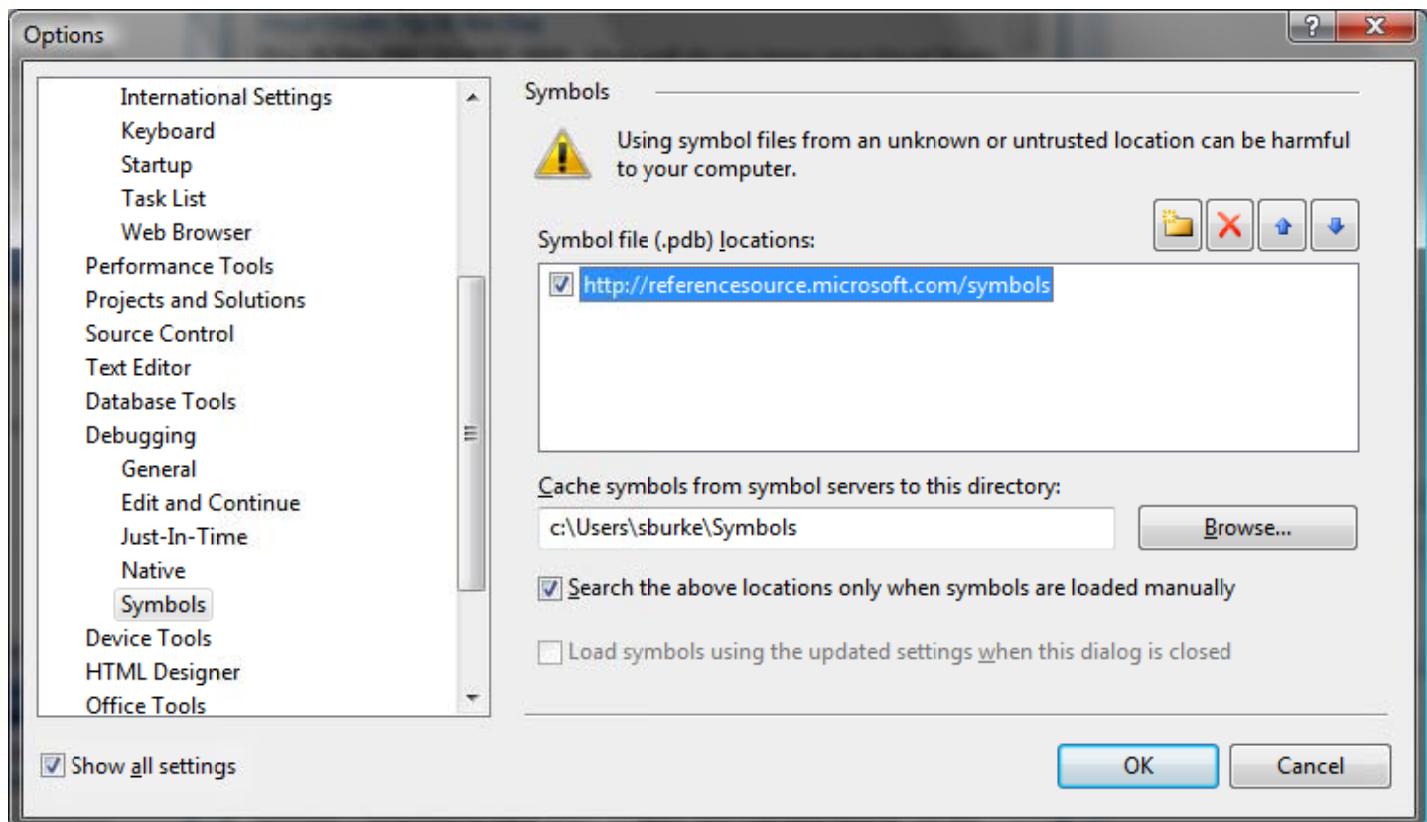 Options
International Settings
Keyboard
Startup
Task List
Web Browser
Performance Tools
Projects and Solutions
Source Control
Text Editor
Database Tools
Debugging
General
Edit and Continue
Just-In-Time
Native
Symbols
Device Tools
HTML Designer
Office Tools
Show all settings
Symbols
Using symbol files from an unknown or untrusted location can be harmful
to your computer.
Symbol file (.pdb) locations:
http://referencesource.microsoft.com/symbols
Cache symbols from symbol servers to this directory:
c:\Users\sburke\Symbols
Browse...
Search the above locations only when symbols are loaded manually
Load symbols using the updated settings when this dialog is closed
OK
Cancel